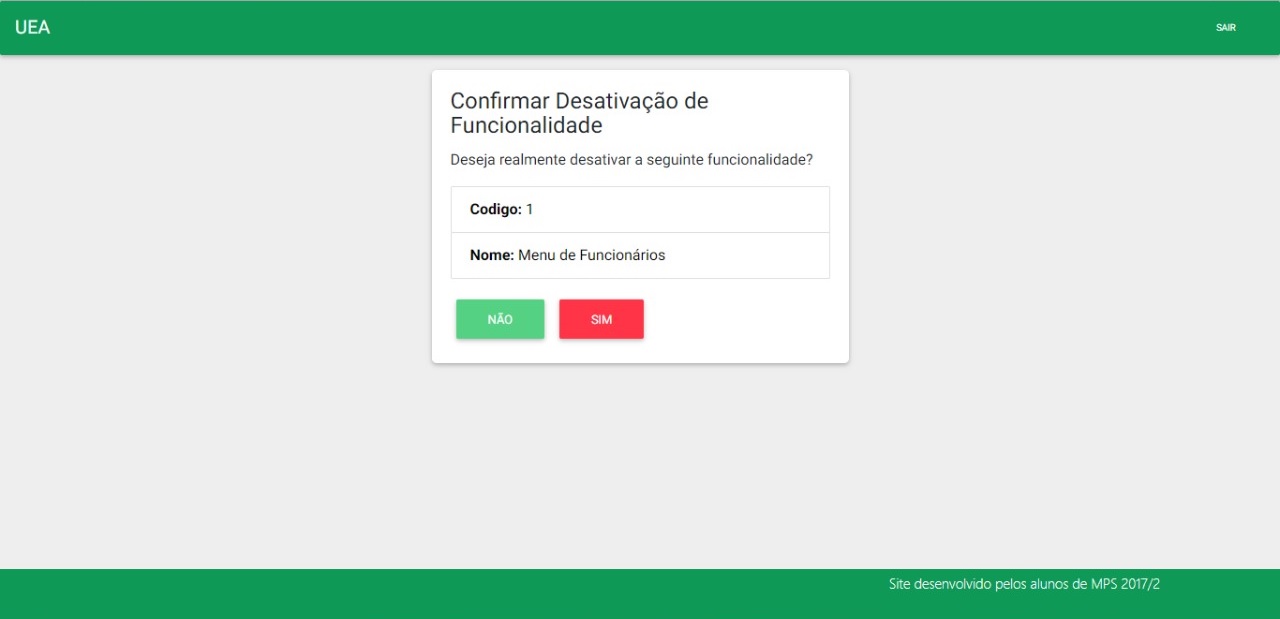 UEA
SAIR
Confirmar Desativação de
Funcionalidade
Deseja realmente desativar a seguinte funcionalidade?
Codigo: 1
Nome: Menu de Funcionários
NÃO
SIM
Site desenvolvido pelos alunos de MPS 2017/2